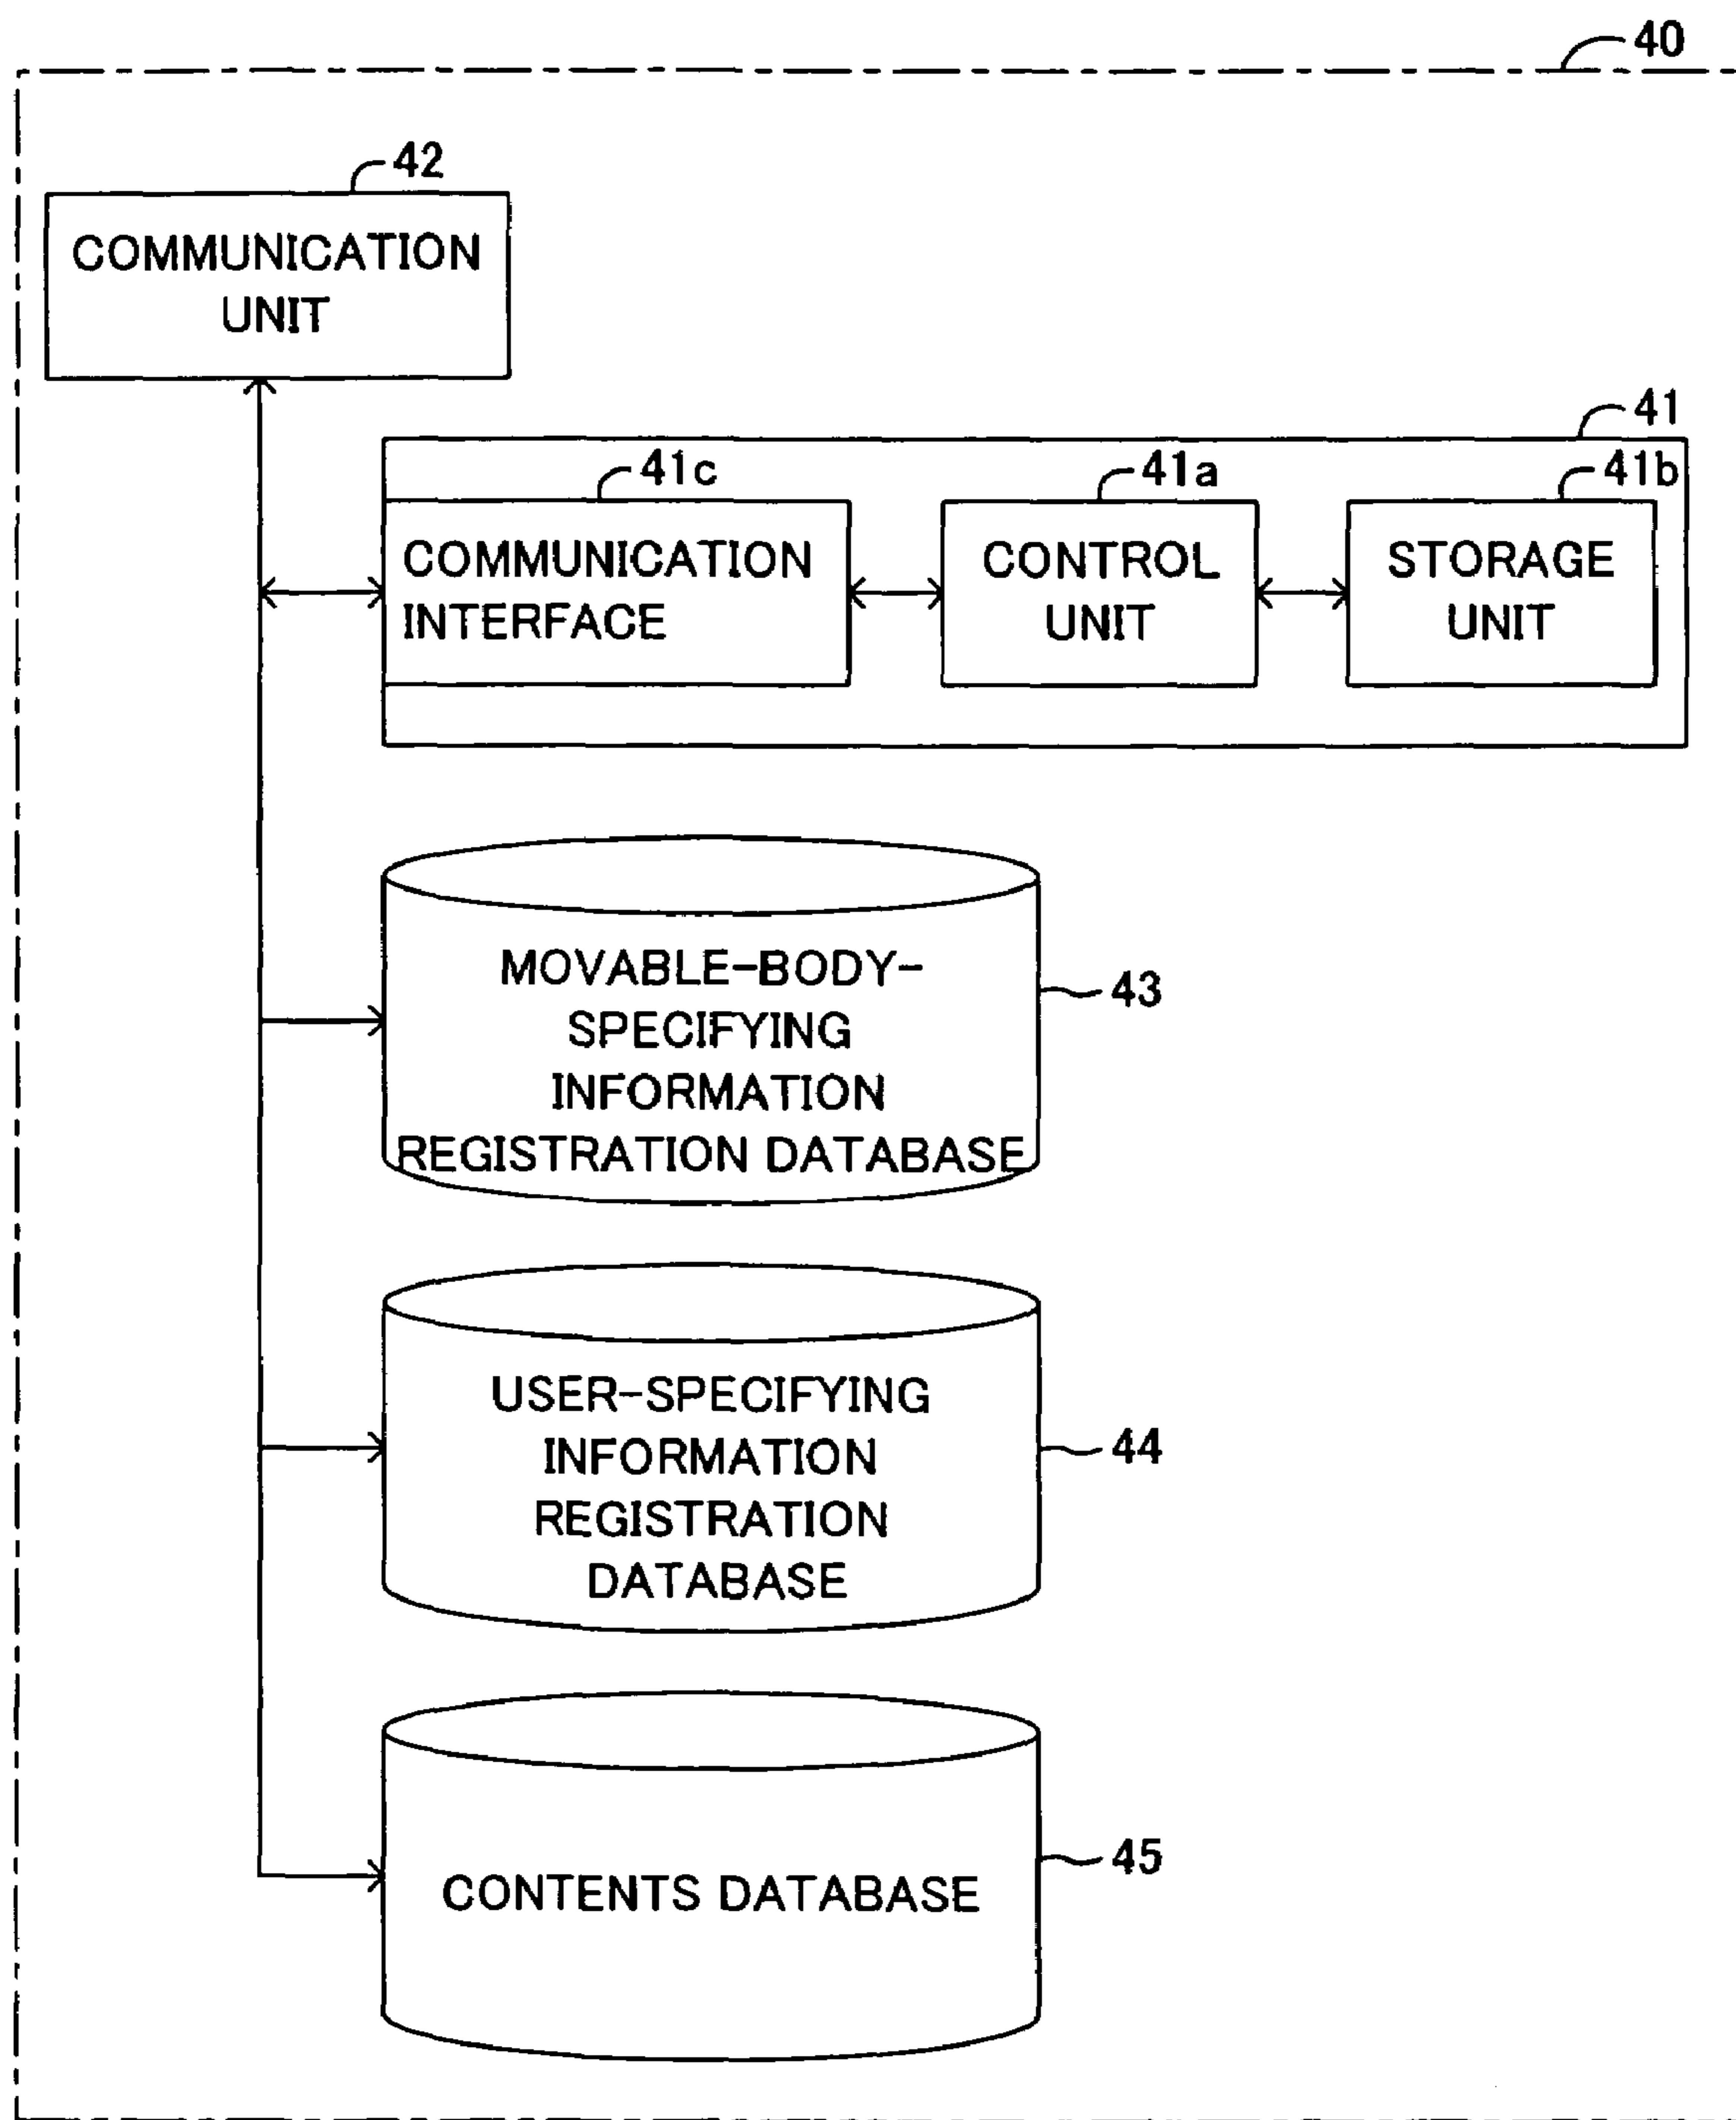 40
42
COMMUNICATION
UNIT
41
41c
41a
41b
COMMUNICATION
INTERFACE
CONTROL
UNIT
STORAGE
UNIT
MOVABLE-BODY-
SPECIFYING
INFORMATION
REGISTRATION DATABASE
43
USER-SPECIFYING
INFORMATION
REGISTRATION
DATABASE
44
CONTENTS DATABASE
45